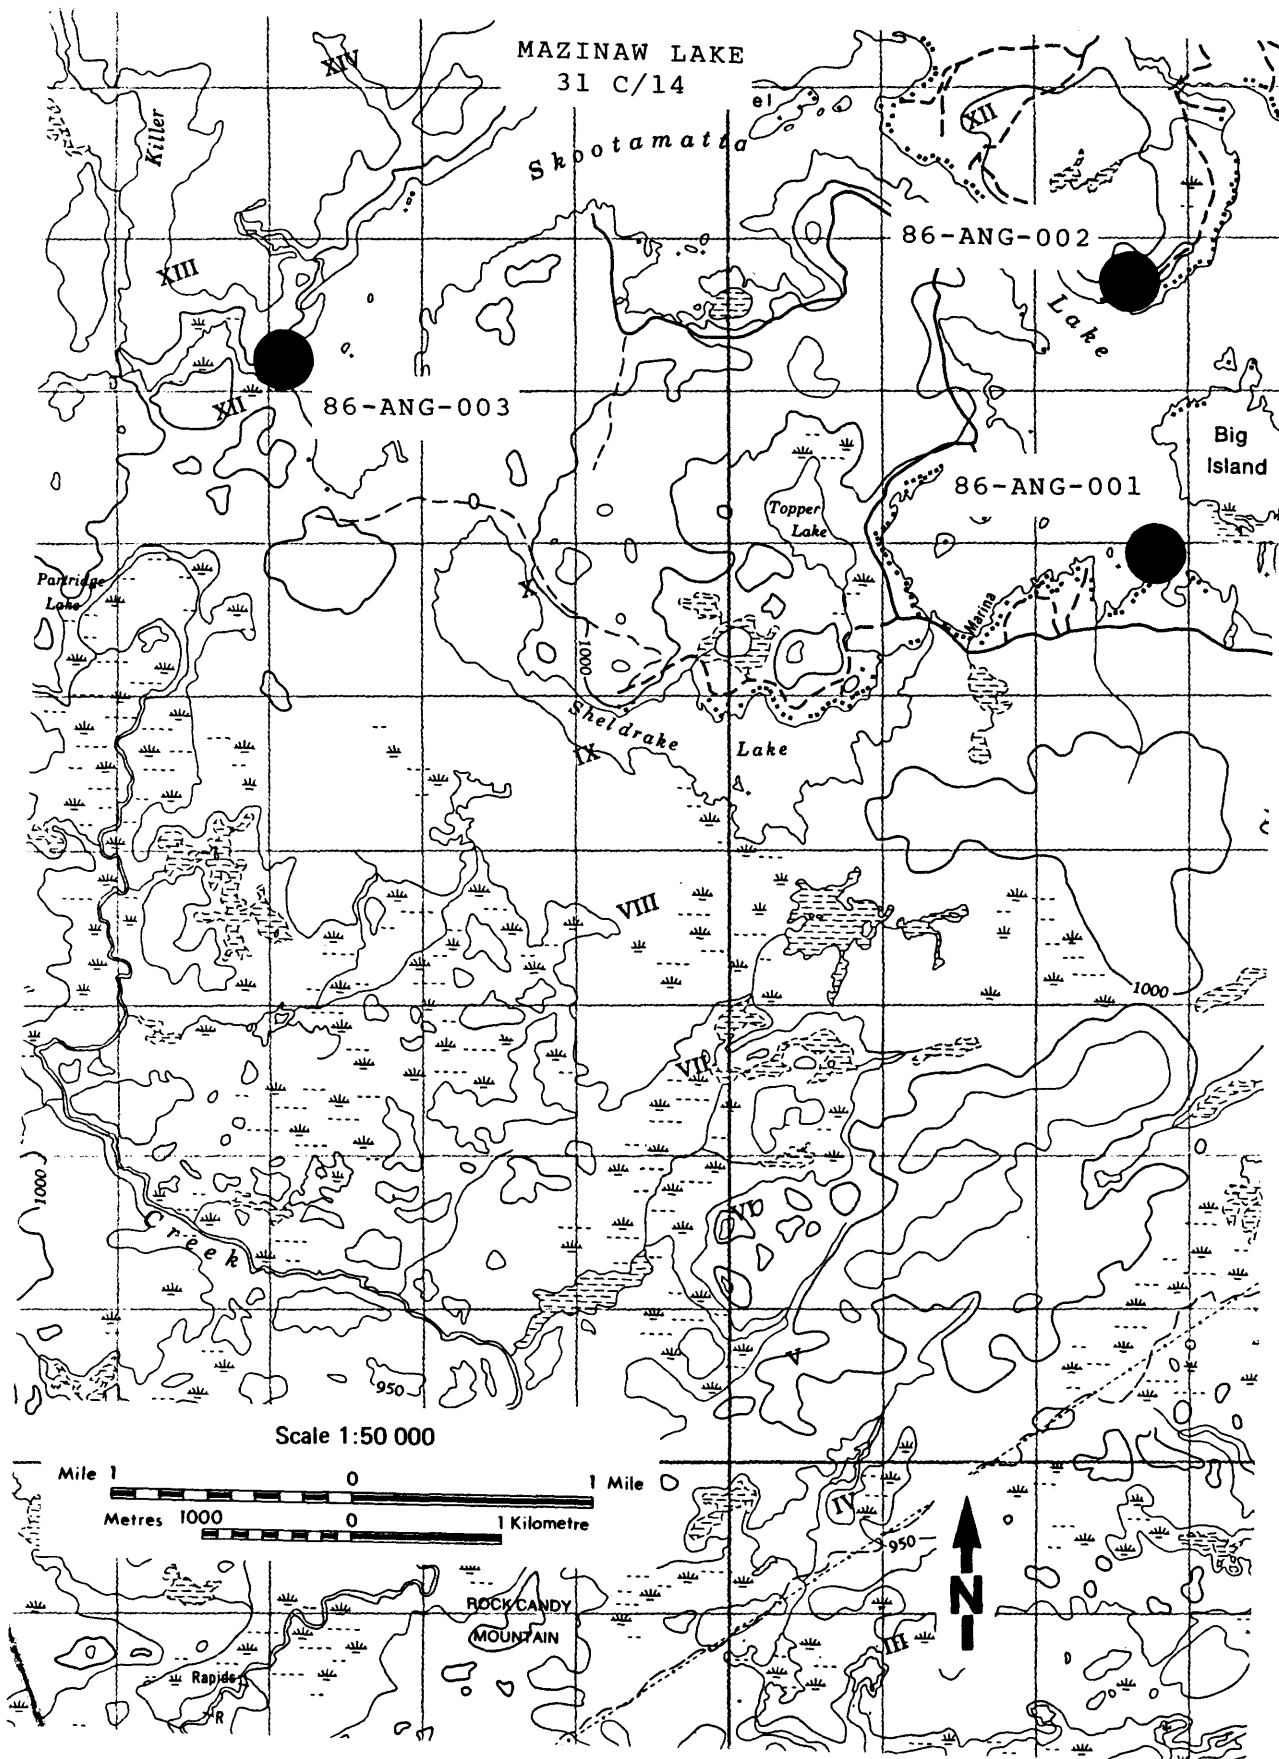 MAZINAW LAKE
31 C/14
XIV
el
XII
Killer
Skootamatta
86-ANG-002
XIII
Lake
XII
86-ANG-003
Big
Island
86-ANG-001
Topper
Lake
Partridge
Lake
X
Marina
1000
Sheldrake Lake
IX
VIII
1000
VII
1000
VI
Creek
V
950
Scale 1:50 000
Mile 1 0 1 Mile
Metres 1000 0 1 Kilometre
IV
950
N
ROCK CANDY
MOUNTAIN
III
Rapids
R